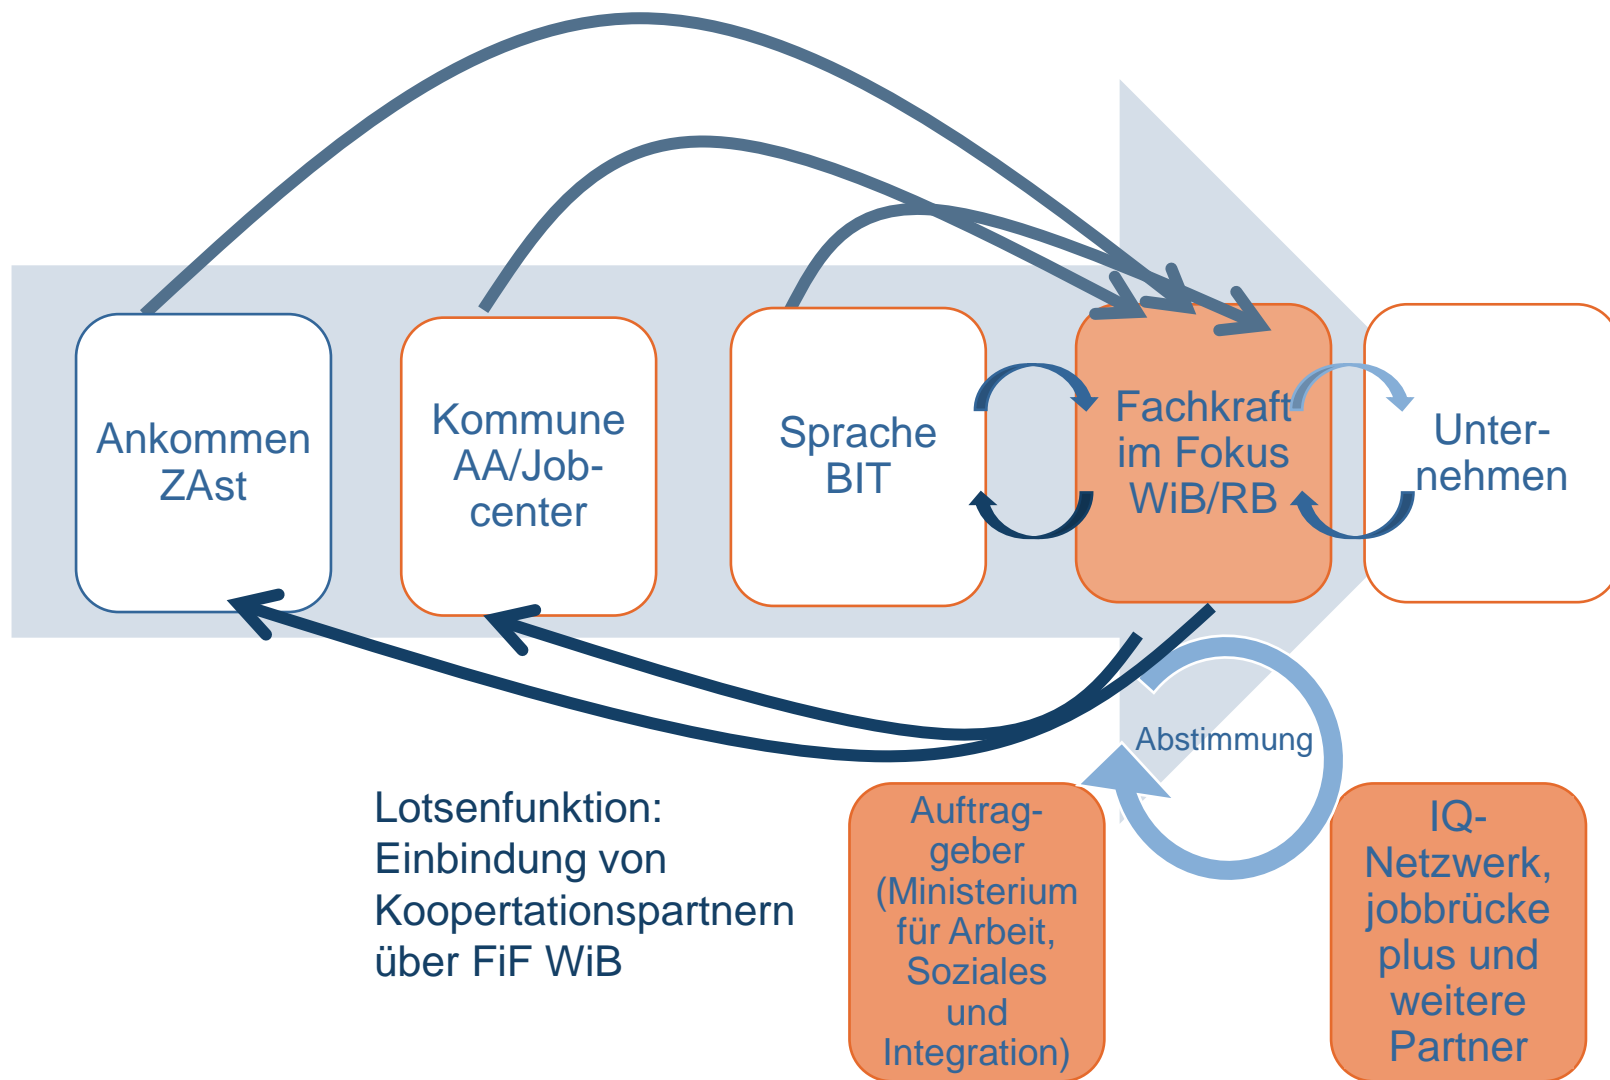 Ankommen
ZAst
Kommune
AA/Job-
center
Sprache
BIT
Fachkraft
im Fokus
WiB/RB
Unter-
nehmen
Abstimmung
Lotsenfunktion:
Einbindung von
Koopertationspartnern
über FiF WiB
Auftrag-
geber
(Ministerium
für Arbeit,
Soziales
und
Integration)
IQ-
Netzwerk,
jobbrücke
plus und
weitere
Partner